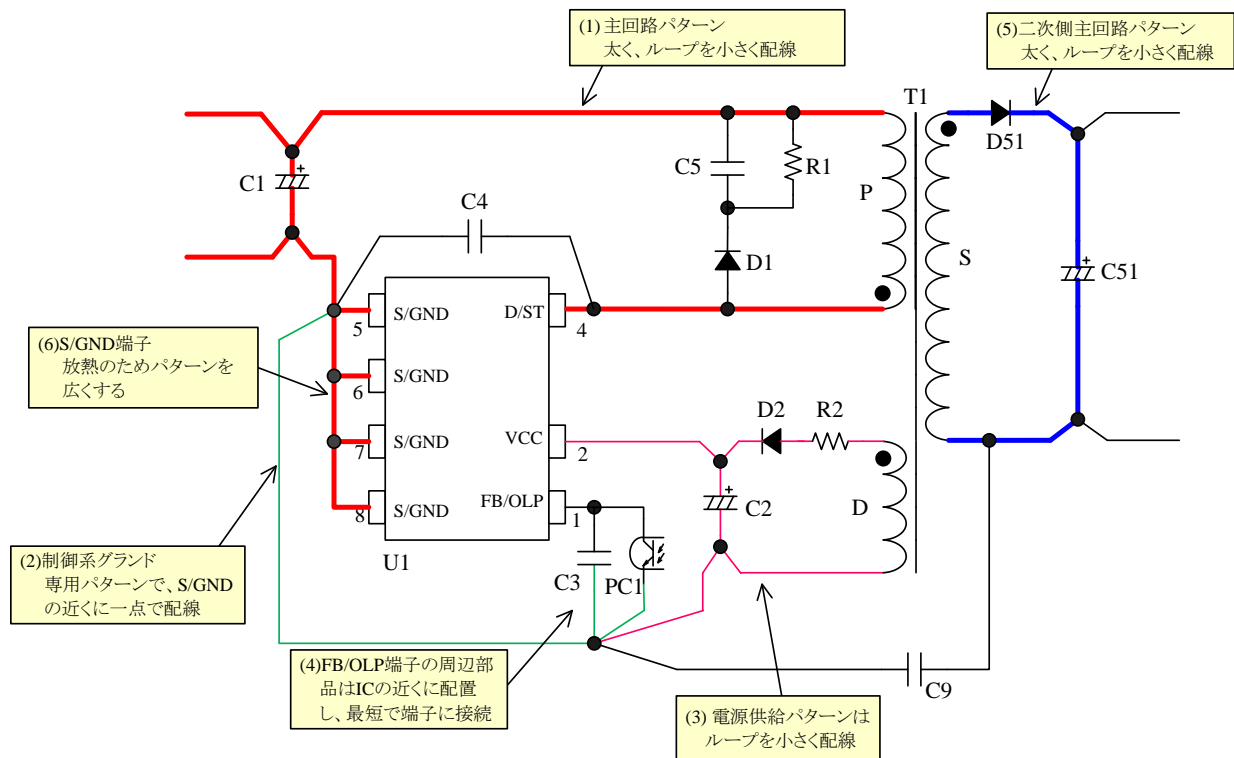 (1) 主回路パターン
太く、ループを小さく配線
(5)二次側主回路パターン
太く、ループを小さく配線
T1
D51
C1
C5
R1
P
C4
D1
S
C51
S/GND
5
D/ST
4
(6)S/GND端子
放熱のためパターンを
広くする
S/GND
6
S/GND
7
VCC
2
D2
R2
S/GND
8
FB/OLP
1
C2
D
U1
(2)制御系グランド
専用パターンで、S/GND
の近くに一点で配線
C3
PC1
(4)FB/OLP端子の周辺部
品はICの近くに配置
し、最短で端子に接続
C9
(3) 電源供給パターンは
ループを小さく配線